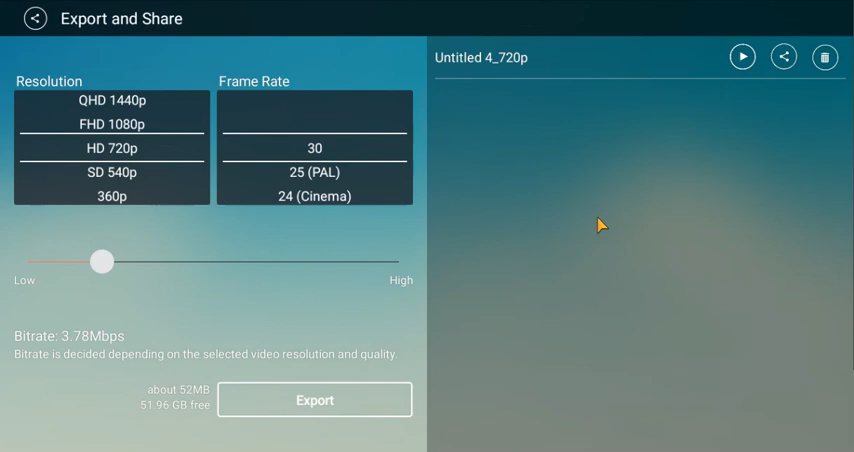 Export and Share
Resolution
QHD 1440p
FHD 1080p
HD 720p
SD 540p
360p
Frame Rate
30
25 (PAL)
24 (Cinema)
Low
High
Bitrate: 3.78Mbps
Bitrate is decided depending on the selected video resolution and quality.
about 52MB
51.96 GB free
Export
Untitled 4_720p